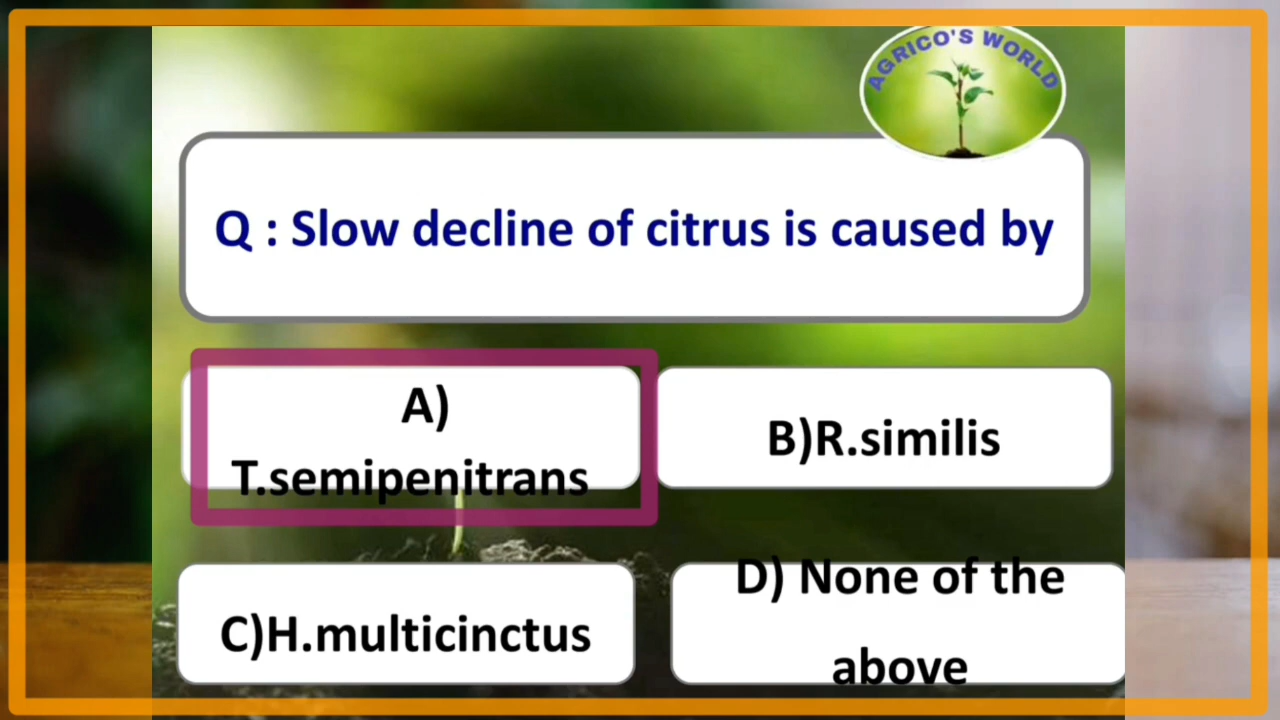 AGRICO'S WORLD
Q : Slow decline of citrus is caused by
A)
T.semipenitrans
B)R.similis
C)H.multicinctus
D) None of the
above